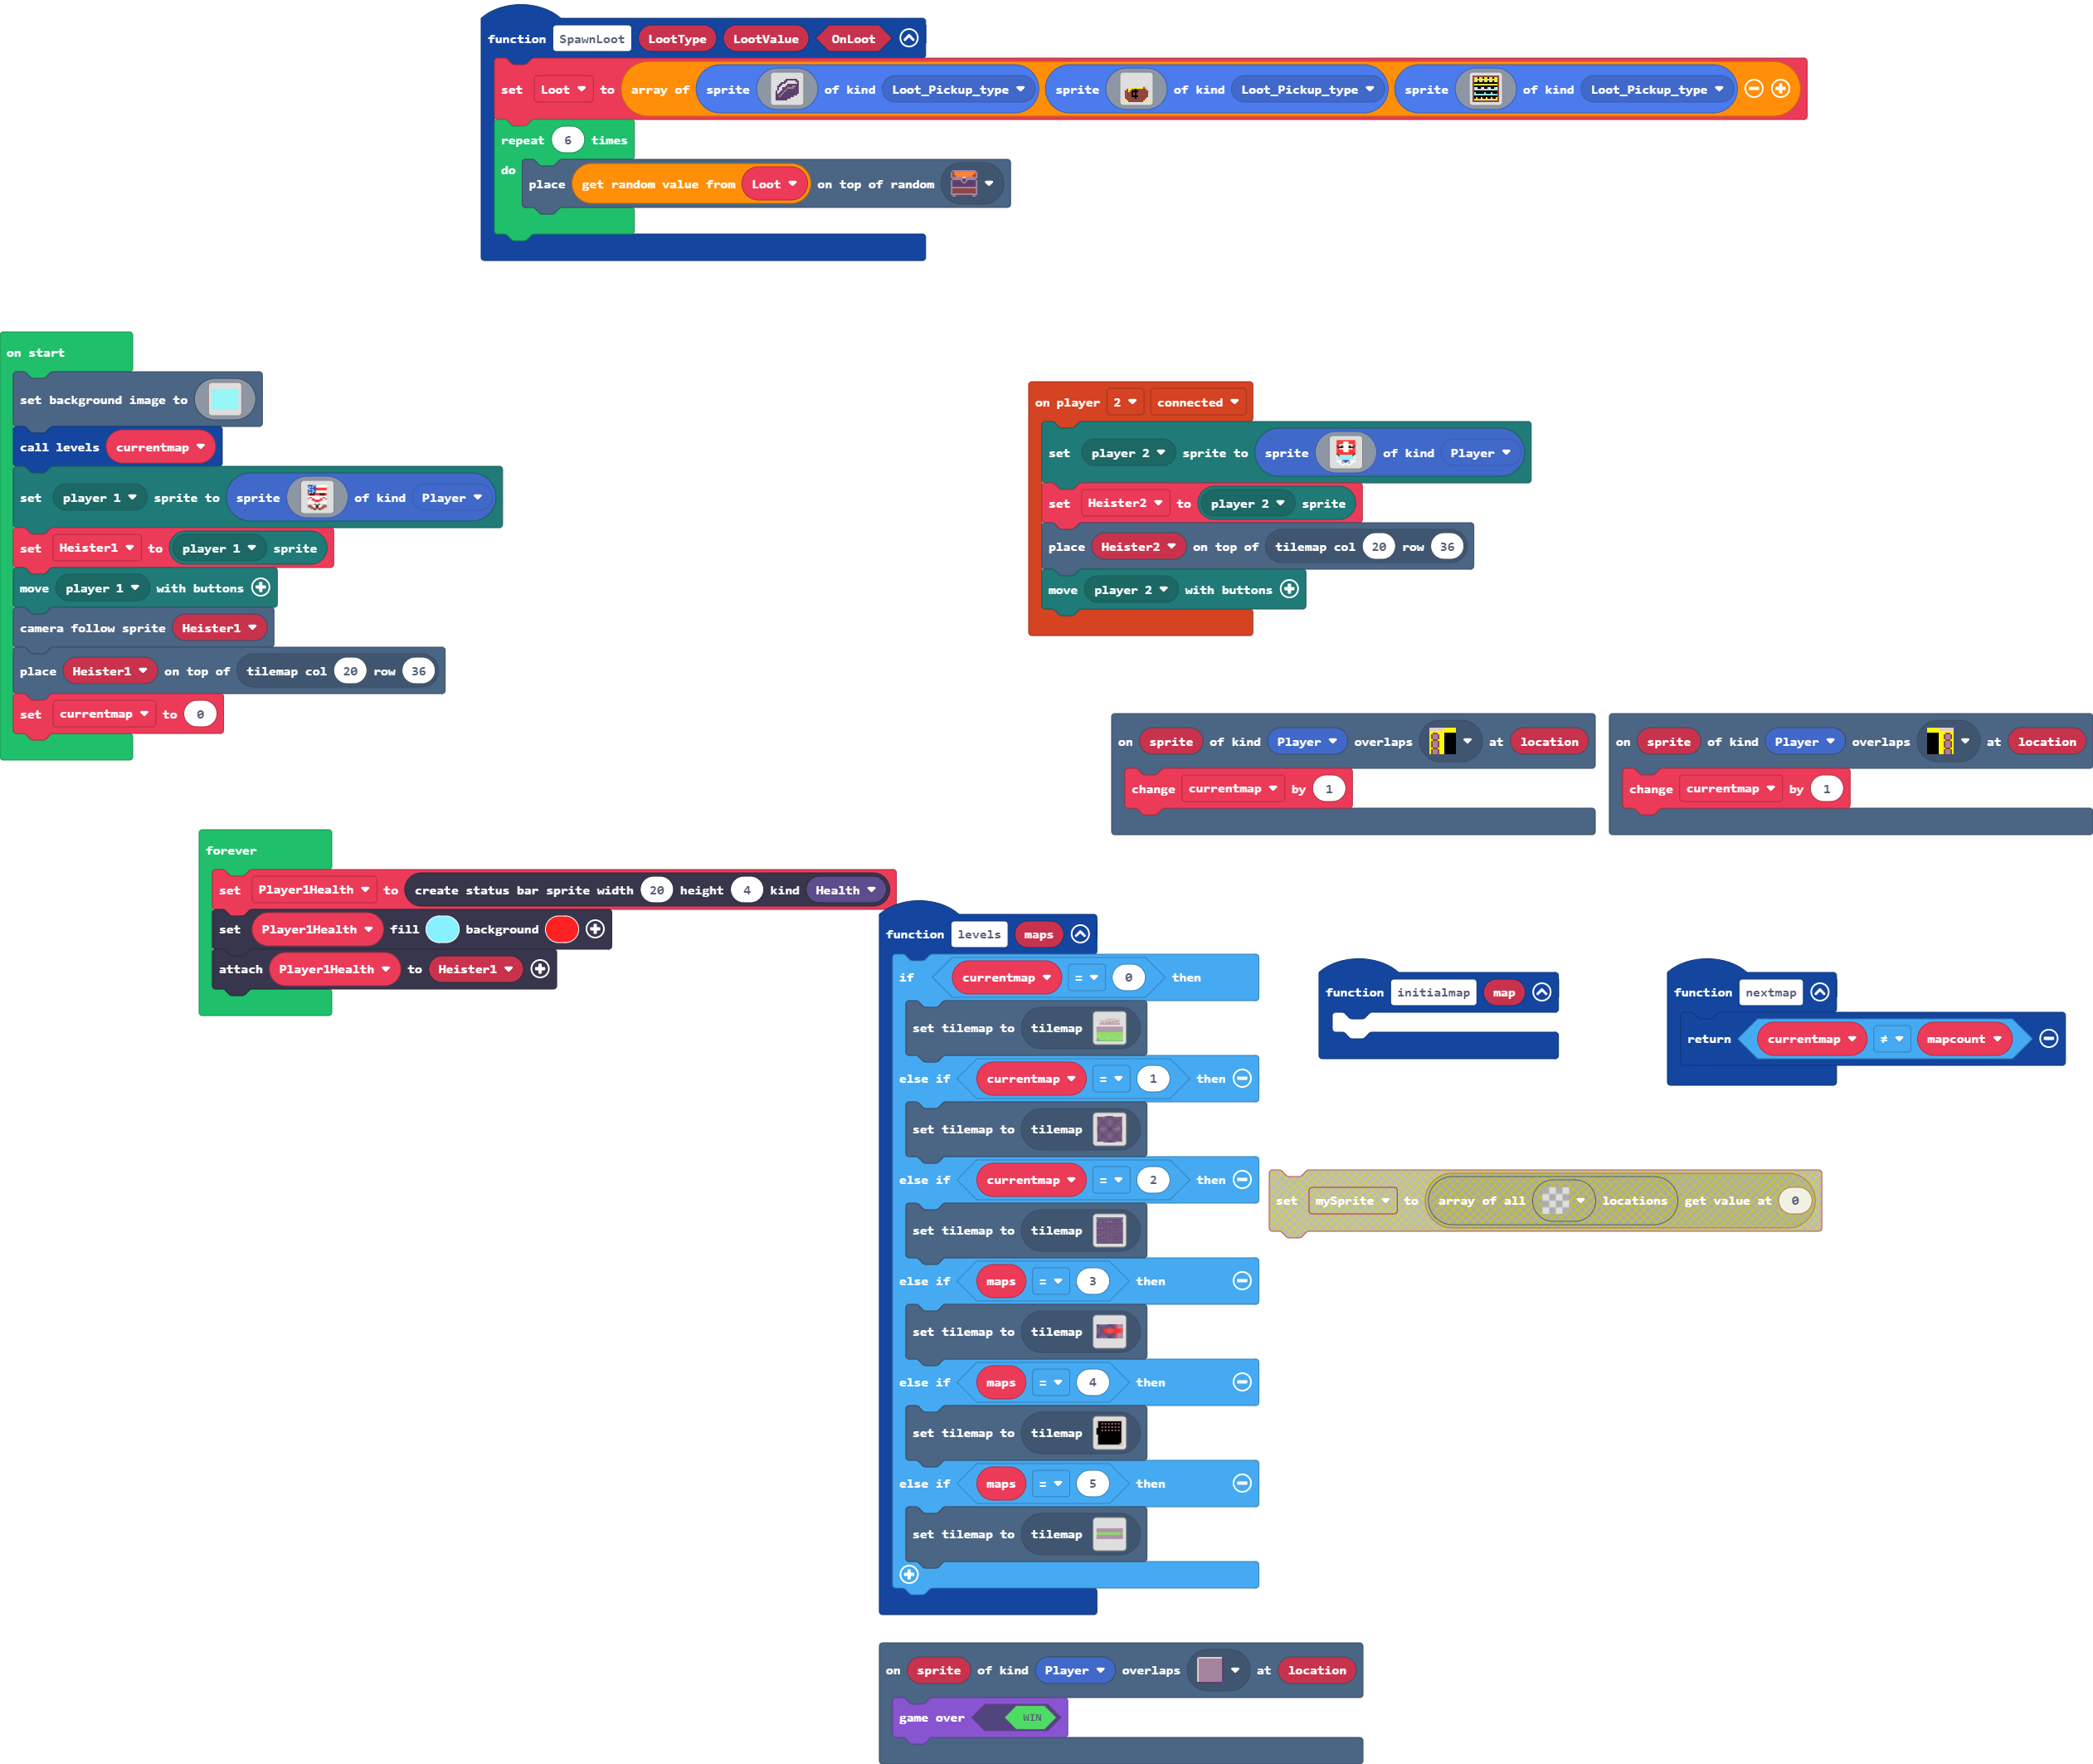 function SpawnLoot LootType LootValue OnLoot
set Loot to array of sprite of kind Loot_Pickup_type sprite of kind Loot_Pickup_type sprite of kind Loot_Pickup_type
repeat 6 times
do place get random value from Loot on top of random
on start
set background image to
call levels currentmap
set player 1 sprite to sprite of kind Player
set Heister1 to player 1 sprite
move player 1 with buttons
camera follow sprite Heister1
place Heister1 on top of tilemap col 20 row 36
set currentmap to 0
on player 2 connected
set player 2 sprite to sprite of kind Player
set Heister2 to player 2 sprite
place Heister2 on top of tilemap col 20 row 36
move player 2 with buttons
on sprite of kind Player overlaps at location
change currentmap by 1
on sprite of kind Player overlaps at location
change currentmap by 1
forever
set Player1Health to create status bar sprite width 20 height 4 kind Health
set Player1Health fill background
attach Player1Health to Heister1
function levels maps
if currentmap = 0 then
set tilemap to tilemap
else if currentmap = 1 then
set tilemap to tilemap
else if currentmap = 2 then
set tilemap to tilemap
else if maps = 3 then
set tilemap to tilemap
else if maps = 4 then
set tilemap to tilemap
else if maps = 5 then
set tilemap to tilemap
function initialmap map
function nextmap
return currentmap ≠ mapcount
set mySprite to array of all locations get value at 0
on sprite of kind Player overlaps at location
game over WIN